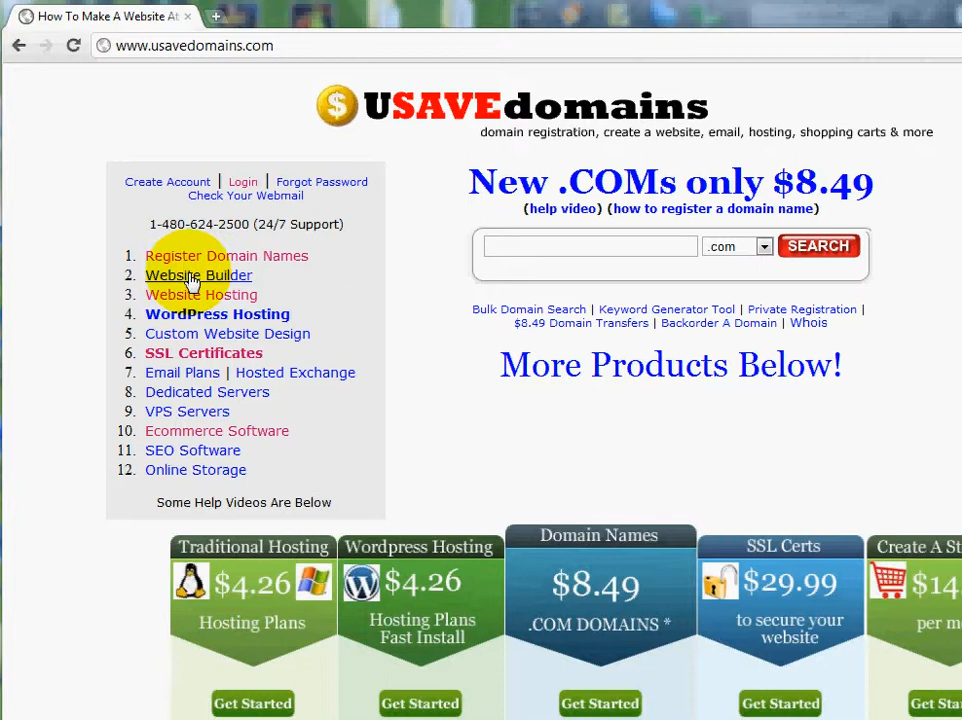 How To Make A Website At
www.usavedomains.com
USAVEdomains
domain registration, create a website, email, hosting, shopping carts & more
Create Account | Login | Forgot Password
Check Your Webmail
1-480-624-2500 (24/7 Support)
1. Register Domain Names
2. Website Builder
3. Website Hosting
4. WordPress Hosting
5. Custom Website Design
6. SSL Certificates
7. Email Plans | Hosted Exchange
8. Dedicated Servers
9. VPS Servers
10. Ecommerce Software
11. SEO Software
12. Online Storage
Some Help Videos Are Below
New .COMs only $8.49
(help video) (how to register a domain name)
.com SEARCH
Bulk Domain Search | Keyword Generator Tool | Private Registration |
$8.49 Domain Transfers | Backorder A Domain | Whois
More Products Below!
Traditional Hosting
$4.26
Hosting Plans
Get Started
Wordpress Hosting
$4.26
Hosting Plans
Fast Install
Get Started
Domain Names
$8.49
.COM DOMAINS *
Get Started
SSL Certs
$29.99
to secure your
website
Get Started
Create A St
$14.
per m
Get Sta